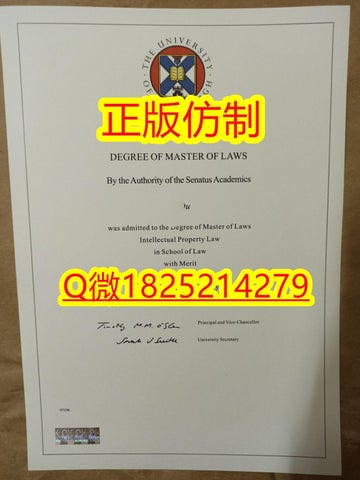 THE UNIVERSITY
正版仿制
DEGREE OF MASTER OF LAWS
By the Authority of the Senatus Academics
was admitted to the Degree of Master of Laws
Intellectual Property Law
in School of Law
with Merit
Q微1825214279
Principal and Vice-Chancellor
University Secretary